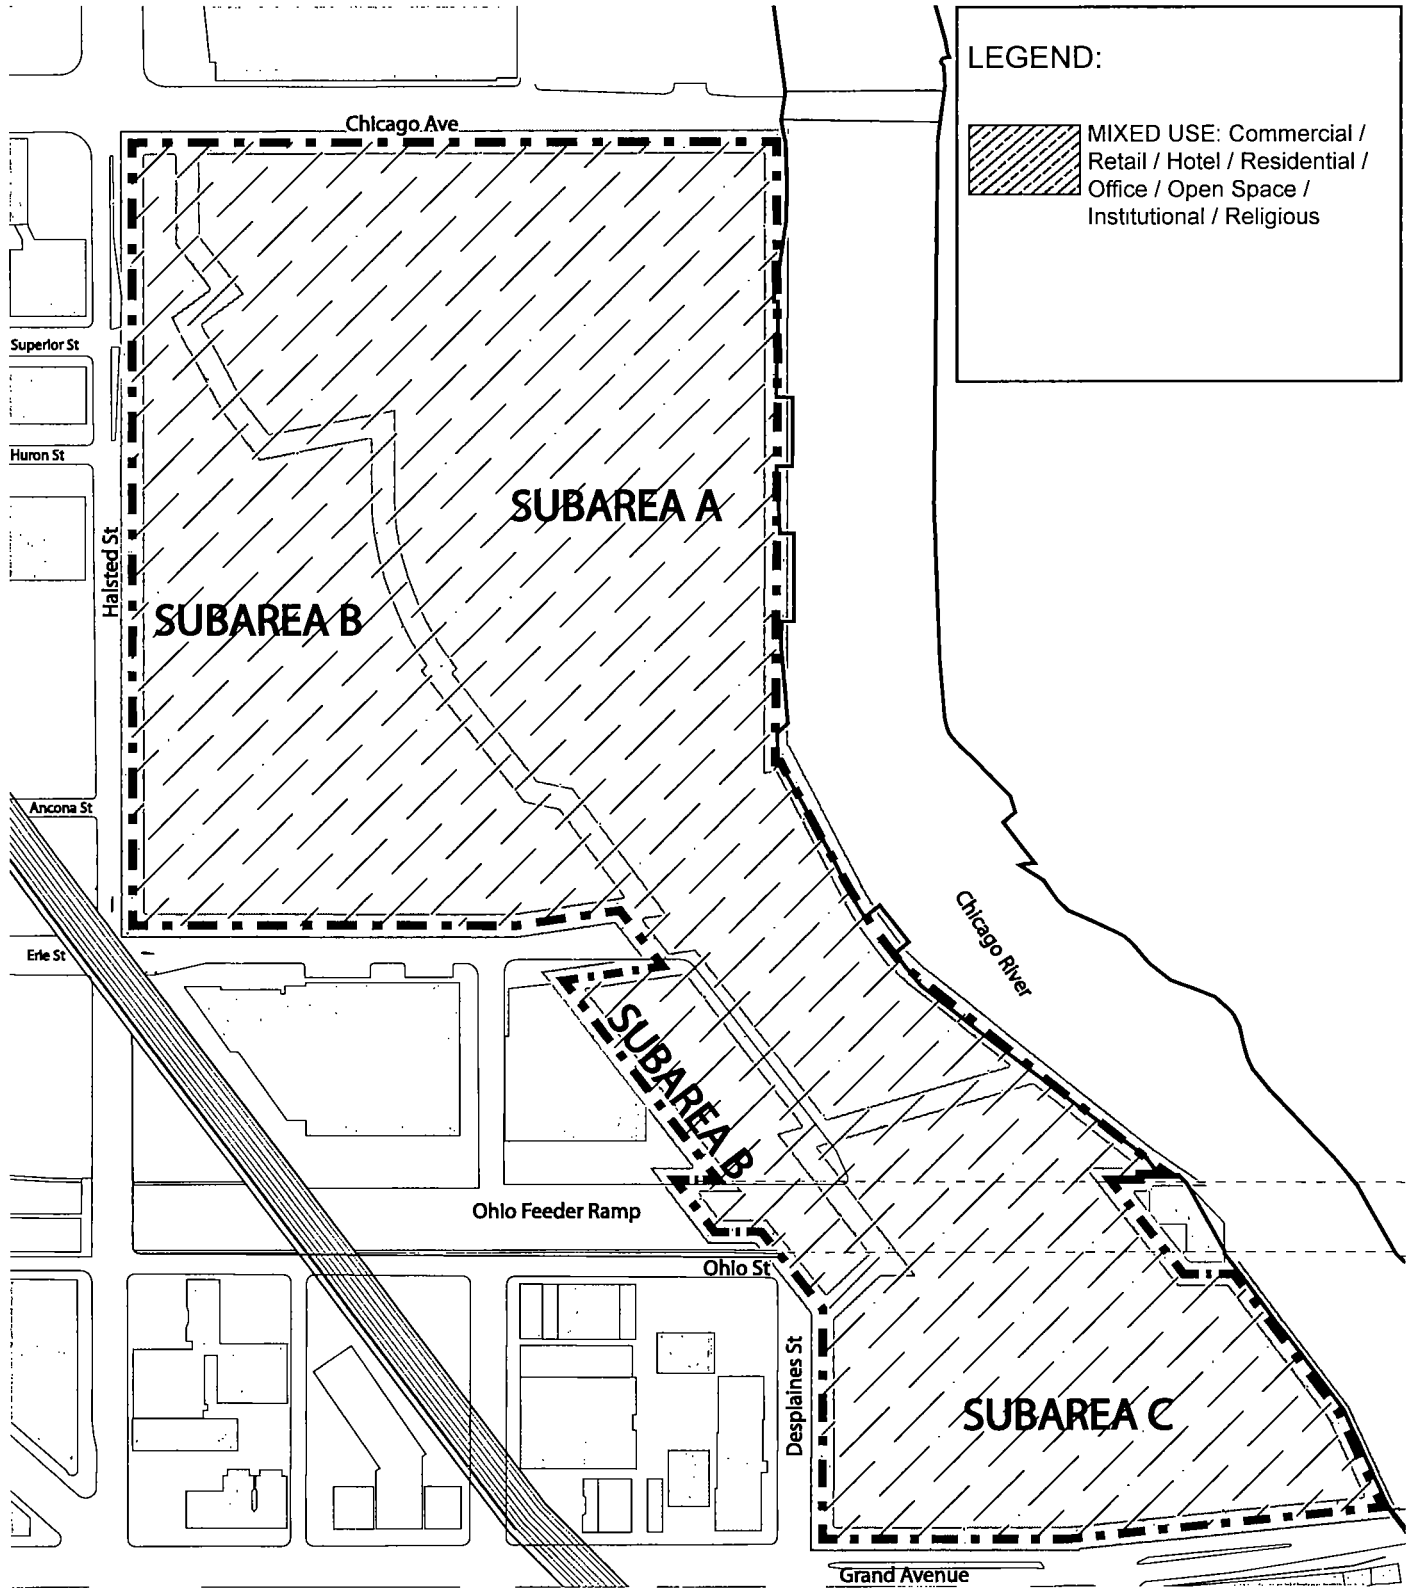 LEGEND:
MIXED USE: Commercial /
Retail / Hotel / Residential /
Office / Open Space /
Institutional / Religious
Chicago Ave
Superior St
Huron St
Halsted St
SUBAREA A
SUBAREA B
Ancona St
Chicago River
Erie St
SUBAREA B
Ohio Feeder Ramp
Ohio St
Desplaines St
SUBAREA C
Grand Avenue